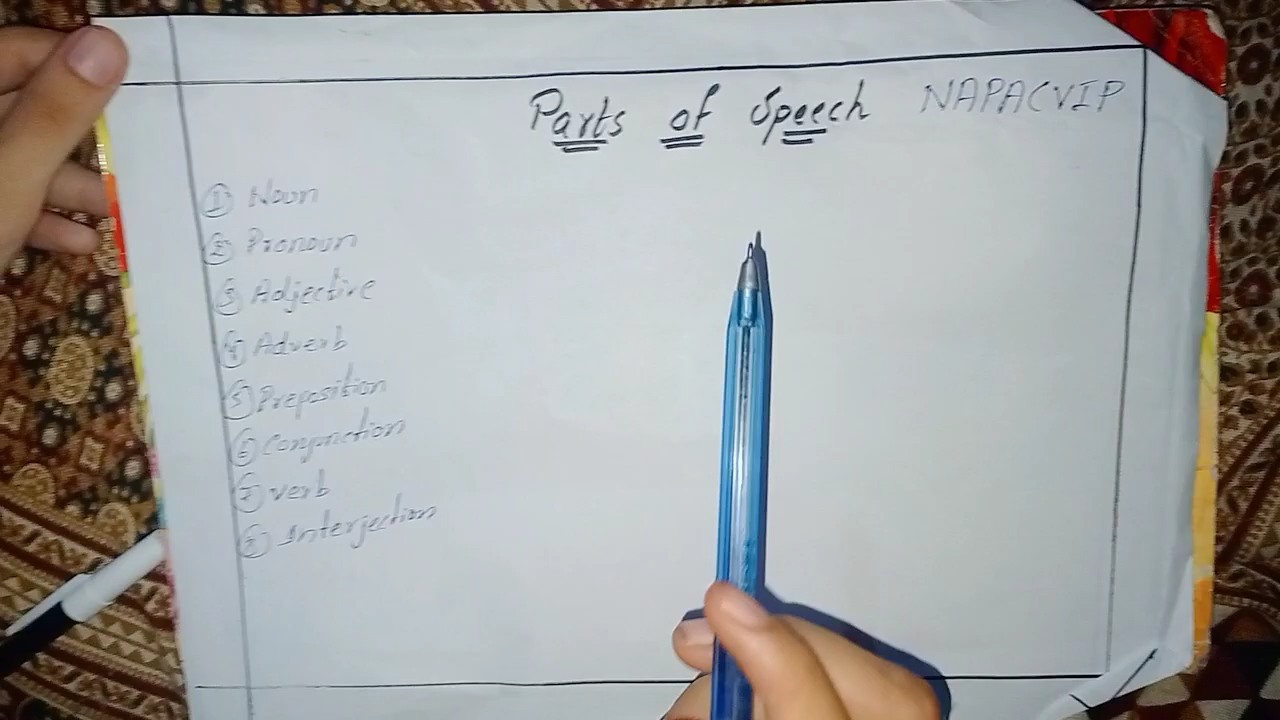 Parts of Speech NAPACVIP
① Noun
② Pronoun
③ Adjective
④ Adverb
⑤ Preposition
⑥ Conjunction
⑦ verb
⑧ Interjection